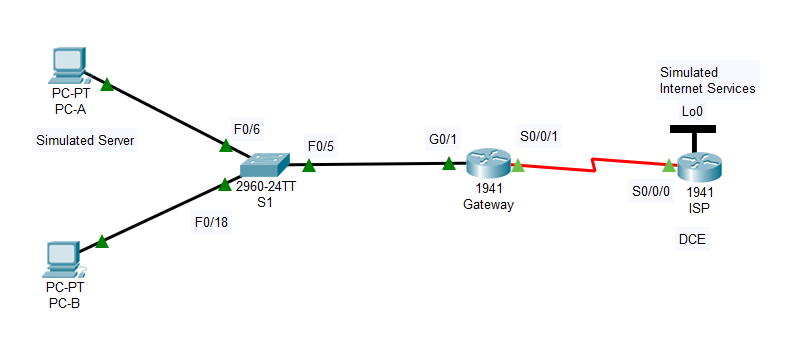 PC-PT
PC-A
Simulated Server
F0/6
F0/5
2960-24TT
S1
F0/18
PC-PT
PC-B
G0/1
S0/0/1
1941
Gateway
Simulated
Internet Services
Lo0
S0/0/0
1941
ISP
DCE